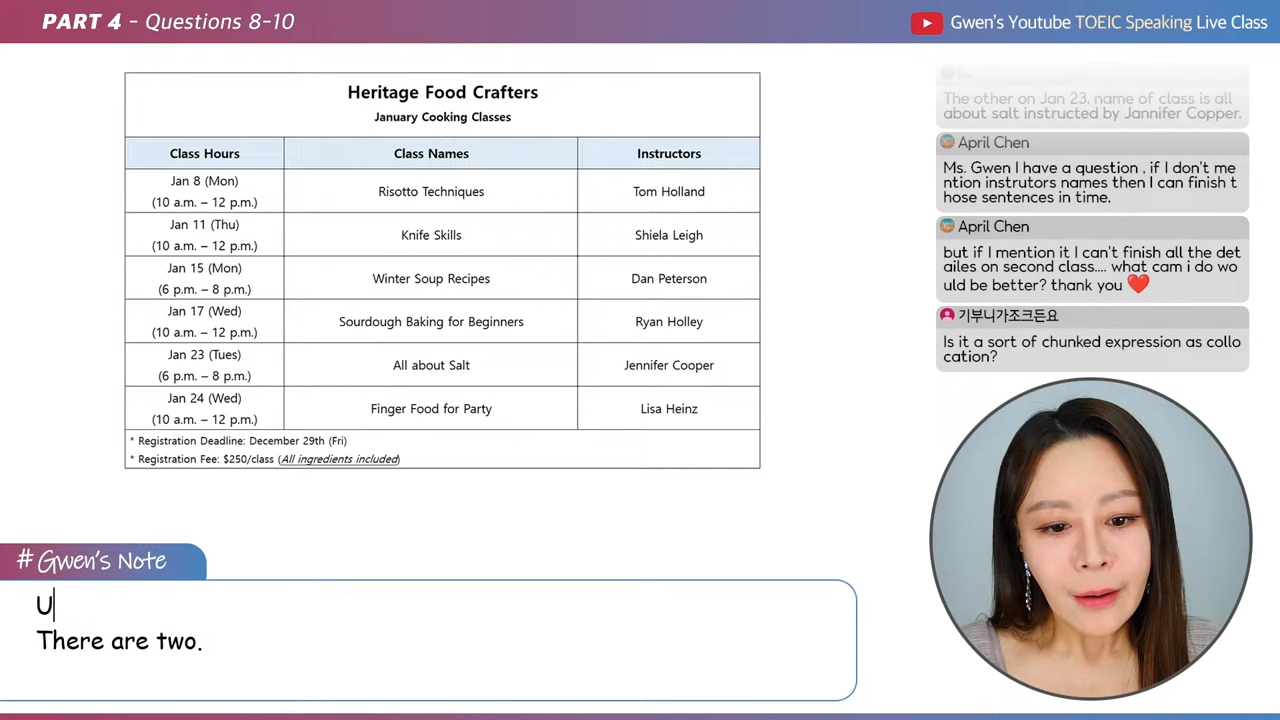 PART 4 - Questions 8-10
Gwen's Youtube TOEIC Speaking Live Class
Heritage Food Crafters
January Cooking Classes
Class Hours Class Names Instructors
Jan 8 (Mon)
(10 a.m. – 12 p.m.) Risotto Techniques Tom Holland
Jan 11 (Thu)
(10 a.m. – 12 p.m.) Knife Skills Shiela Leigh
Jan 15 (Mon)
(6 p.m. – 8 p.m.) Winter Soup Recipes Dan Peterson
Jan 17 (Wed)
(10 a.m. – 12 p.m.) Sourdough Baking for Beginners Ryan Holley
Jan 23 (Tues)
(6 p.m. – 8 p.m.) All about Salt Jennifer Cooper
Jan 24 (Wed)
(10 a.m. – 12 p.m.) Finger Food for Party Lisa Heinz
* Registration Deadline: December 29th (Fri)
* Registration Fee: $250/class (All ingredients included)
The other on Jan 23, name of class is all
about salt instructed by Jannifer Copper.
April Chen
Ms. Gwen I have a question , if I don't me
ntion instrutors names then I can finish t
hose sentences in time.
April Chen
but if I mention it I can't finish all the det
ailes on second class.... what cam i do wo
uld be better? thank you ❤️
기부니가조크든요
Is it a sort of chunked expression as collo
cation?
# Gwen's Note
U
There are two.